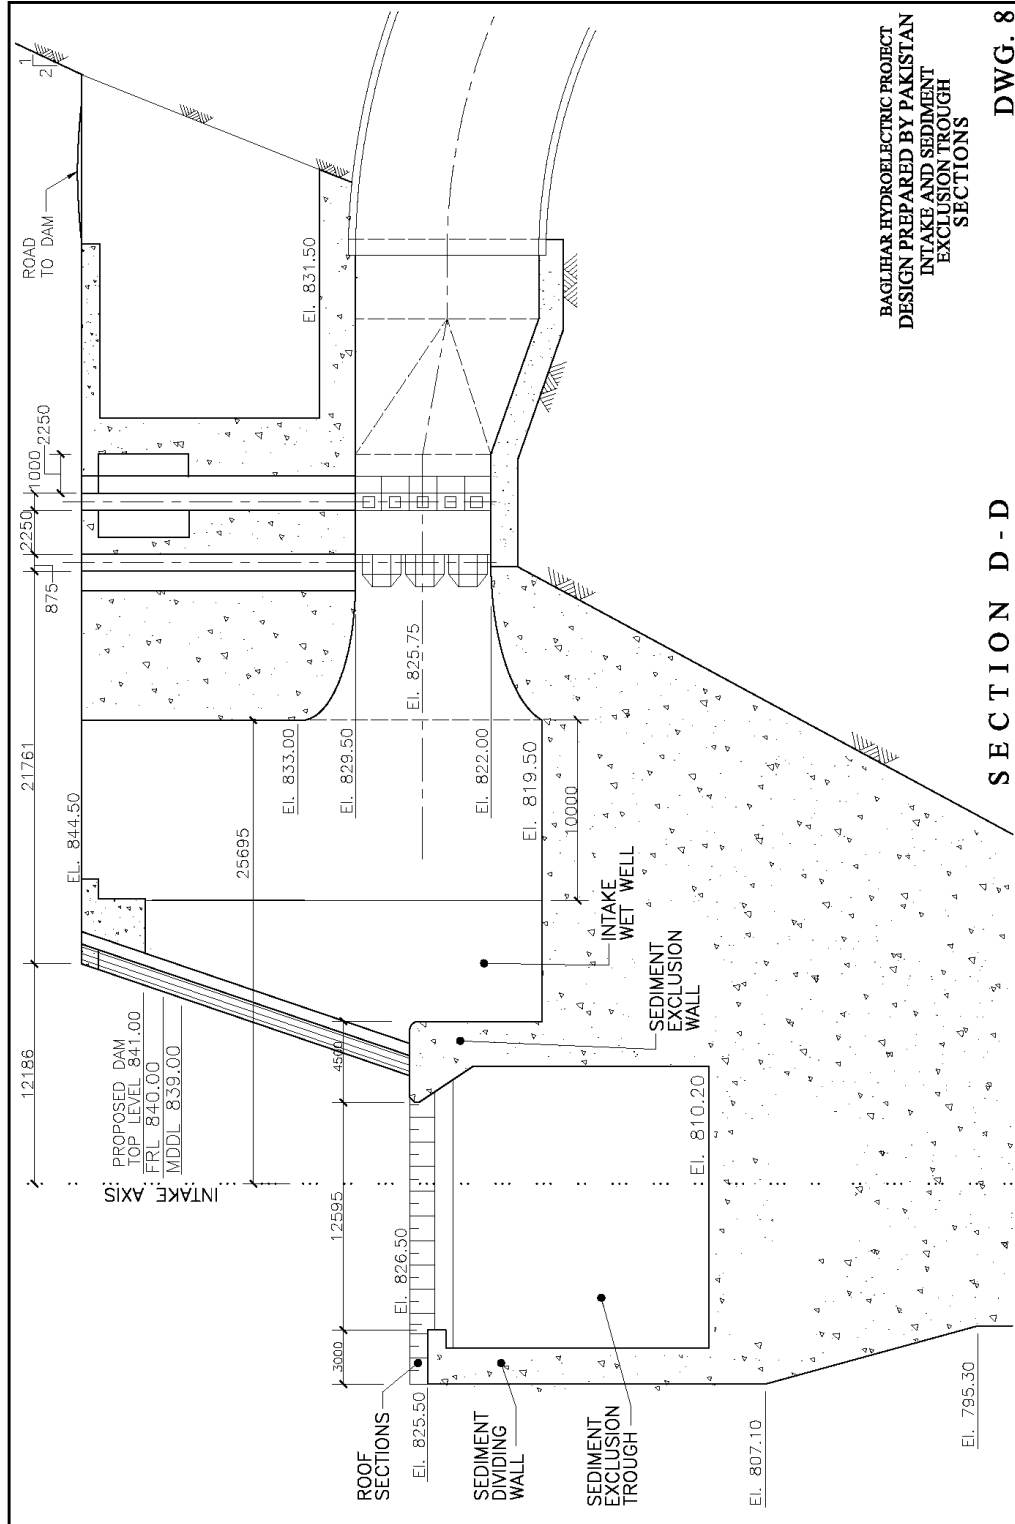 1
2
ROAD
TO DAM
El. 831.50
1000
2250
2250
875
21761
EL. 844.50
25695
El. 833.00
El. 829.50
El. 825.75
El. 822.00
El. 819.50
10000
12186
PROPOSED DAM
TOP LEVEL 841.00
FRL 840.00
MDDL 839.00
INTAKE AXIS
INTAKE
WET WELL
SEDIMENT
EXCLUSION
WALL
4500
12595
3000
El. 826.50
El. 810.20
ROOF
SECTIONS
El. 825.50
SEDIMENT
DIVIDING
WALL
SEDIMENT
EXCLUSION
TROUGH
El. 807.10
El. 795.30
SECTION D-D
BAGLIHAR HYDROELECTRIC PROJECT
DESIGN PREPARED BY PAKISTAN
INTAKE AND SEDIMENT
EXCLUSION TROUGH
SECTIONS
DWG. 8